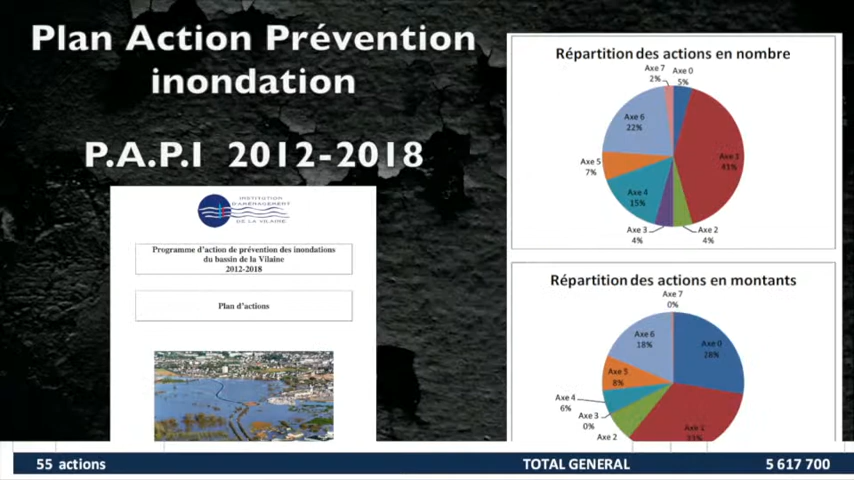 Plan Action Prévention
inondation
P.A.P.I 2012-2018
INSTITUTION
D'AMÉNAGEMENT
DE LA VILAINE
Programme d'action de prévention des inondations
du bassin de la Vilaine
2012-2018
Plan d'actions
Répartition des actions en nombre
Axe 7
2%
Axe 0
5%
Axe 6
22%
Axe 1
41%
Axe 5
7%
Axe 4
15%
Axe 3
4%
Axe 2
4%
Répartition des actions en montants
Axe 7
0%
Axe 6
18%
Axe 0
28%
Axe 5
8%
Axe 4
6%
Axe 3
0%
Axe 2
Axe 1
33%
55 actions
TOTAL GENERAL
5 617 700